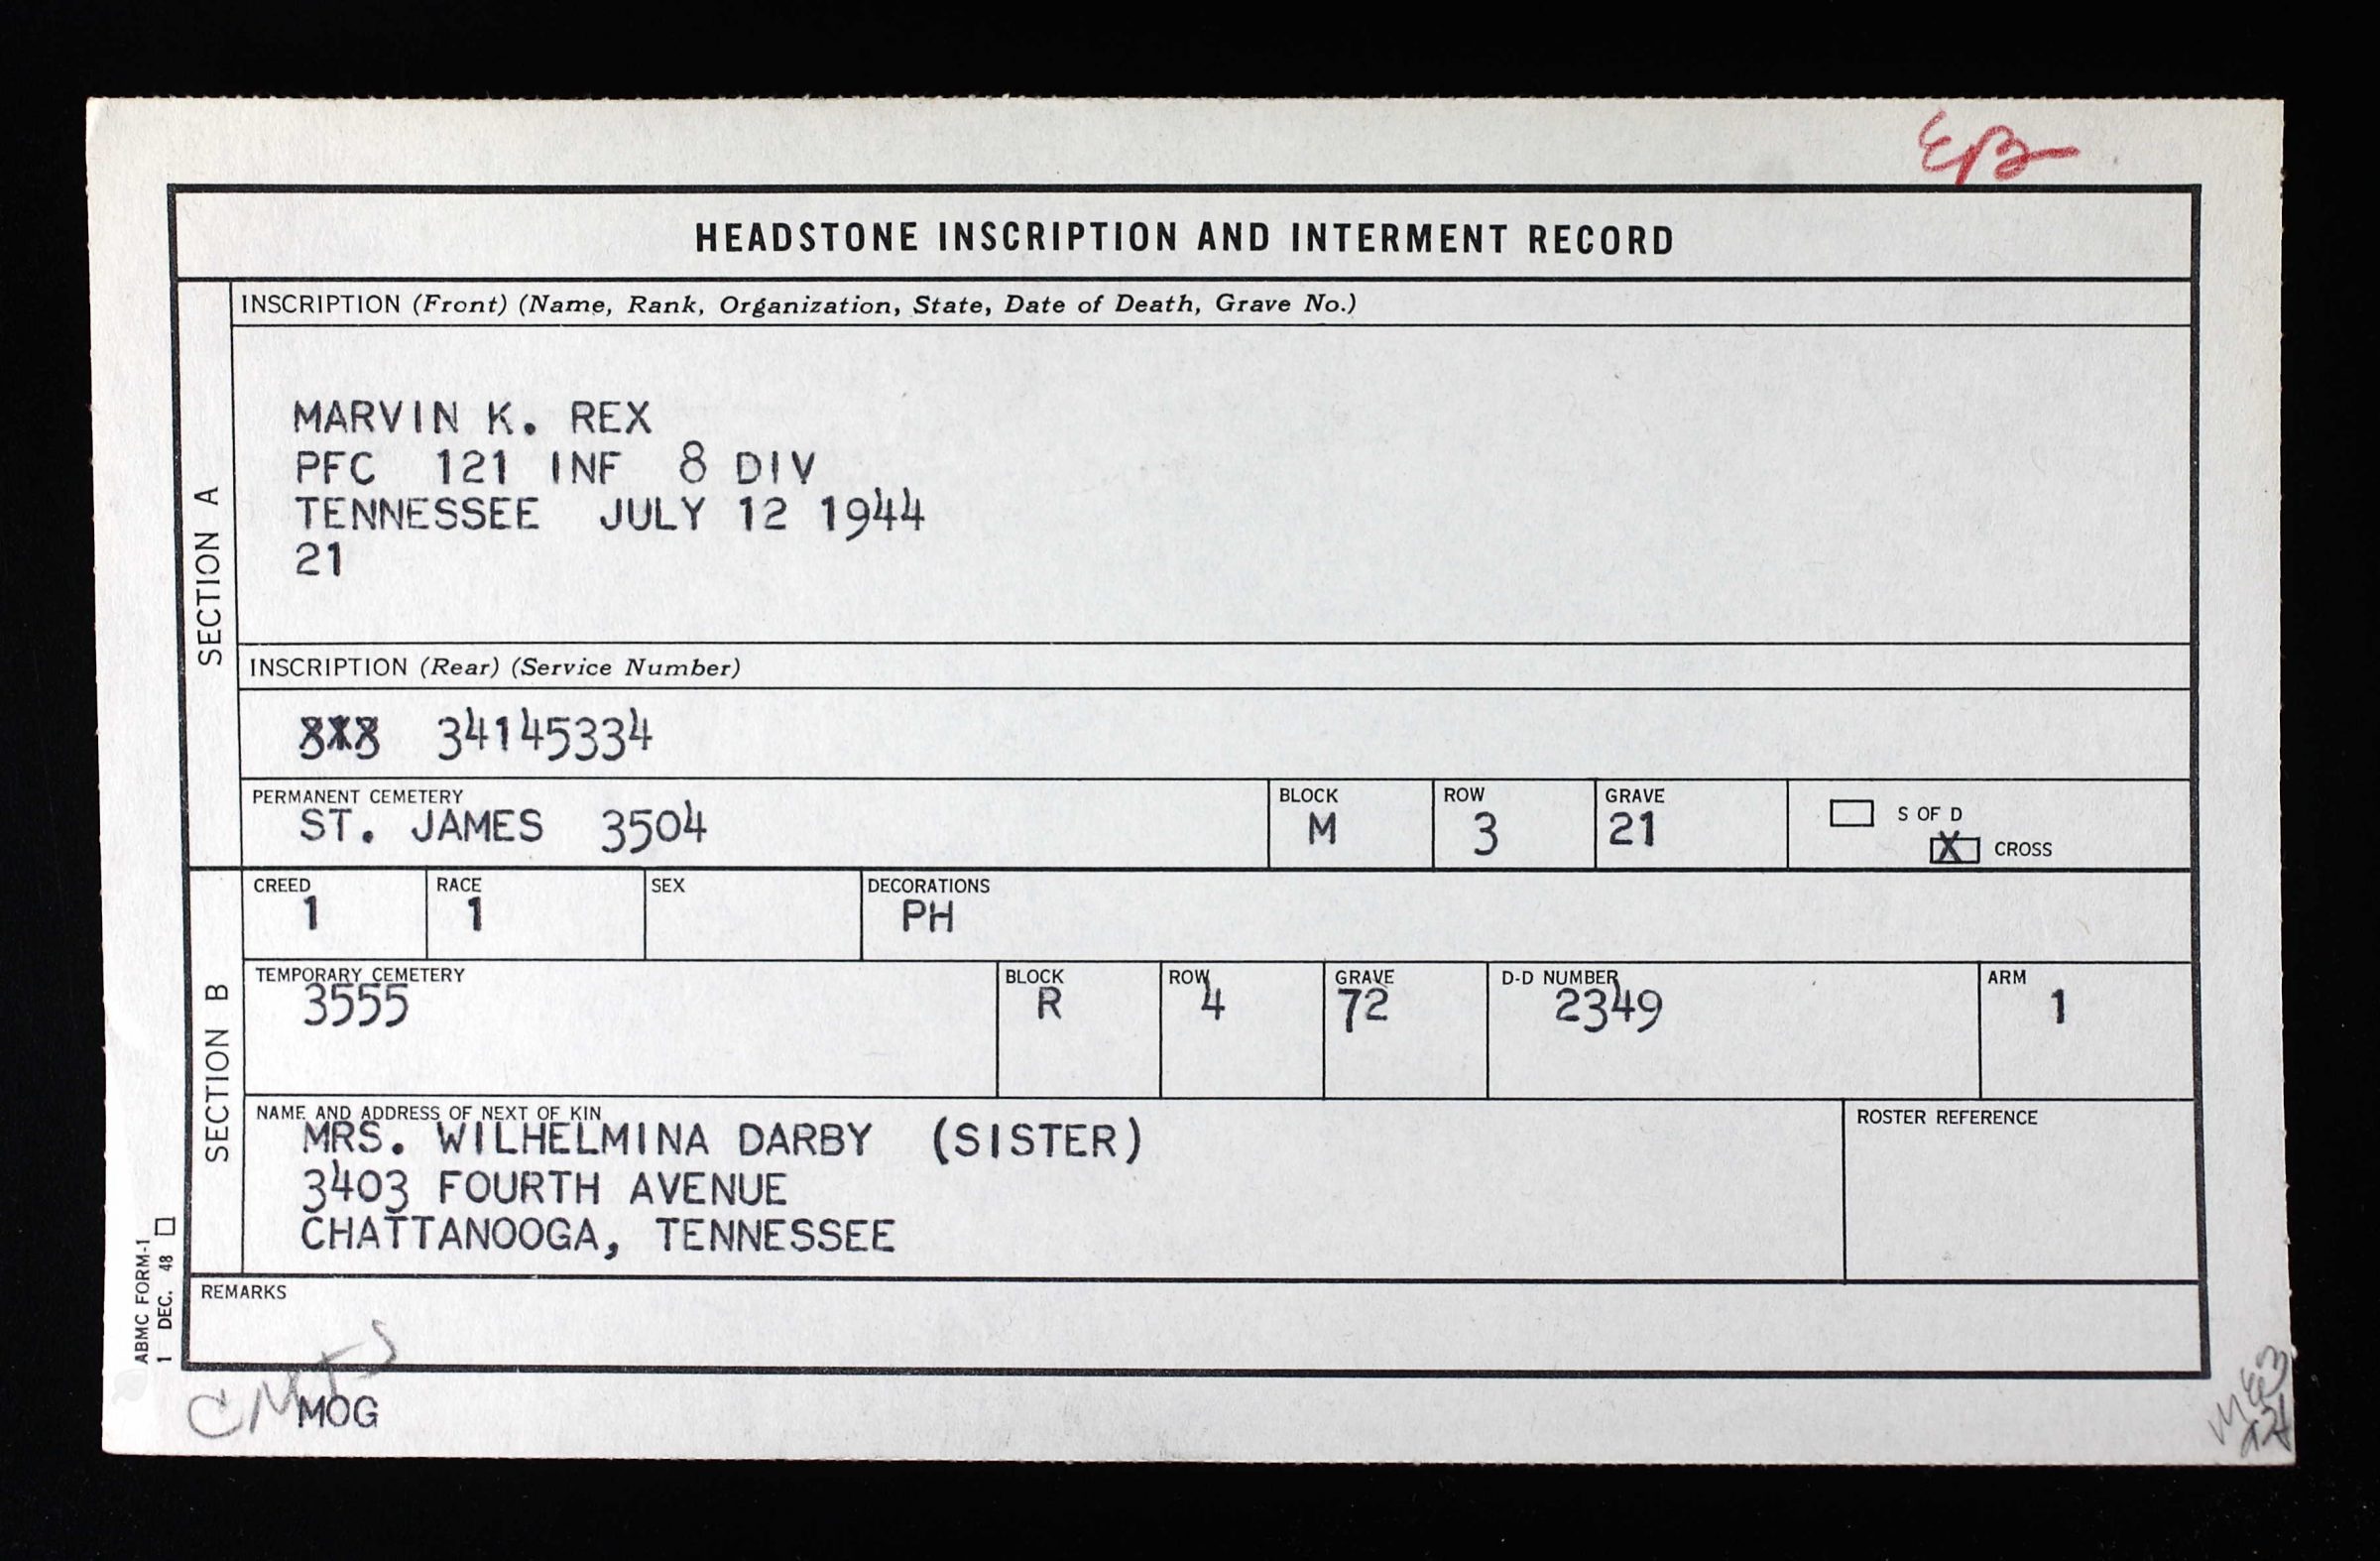 EB
HEADSTONE INSCRIPTION AND INTERMENT RECORD
SECTION A
INSCRIPTION (Front) (Name, Rank, Organization, State, Date of Death, Grave No.)
MARVIN K. REX
PFC 121 INF 8 DIV
TENNESSEE JULY 12 1944
21
INSCRIPTION (Rear) (Service Number)
34145334
PERMANENT CEMETERY
ST. JAMES 3504
BLOCK
M
ROW
3
GRAVE
21
S OF D
X CROSS
SECTION B
CREED
1
RACE
1
SEX
DECORATIONS
PH
TEMPORARY CEMETERY
3555
BLOCK
R
ROW
4
GRAVE
72
D-D NUMBER
2349
ARM
1
NAME AND ADDRESS OF NEXT OF KIN
MRS. WILHELMINA DARBY (SISTER)
3403 FOURTH AVENUE
CHATTANOOGA, TENNESSEE
ROSTER REFERENCE
REMARKS
ABMC FORM-1
1 DEC. 48
MOG